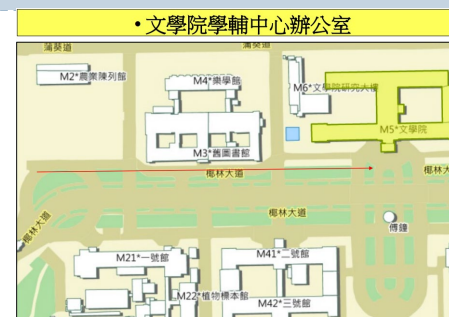 • 文學院學輔中心辦公室
蒲葵道
蒲葵道
M2*農業陳列館
M4*樂學館
M6*文學院研究大樓
M5*文學院
M3*舊圖書館
椰林大道
椰林大
椰林大道
椰林大道
傅鐘
M21*一號館
M41*二號館
M22*植物標本館
M42*三號館